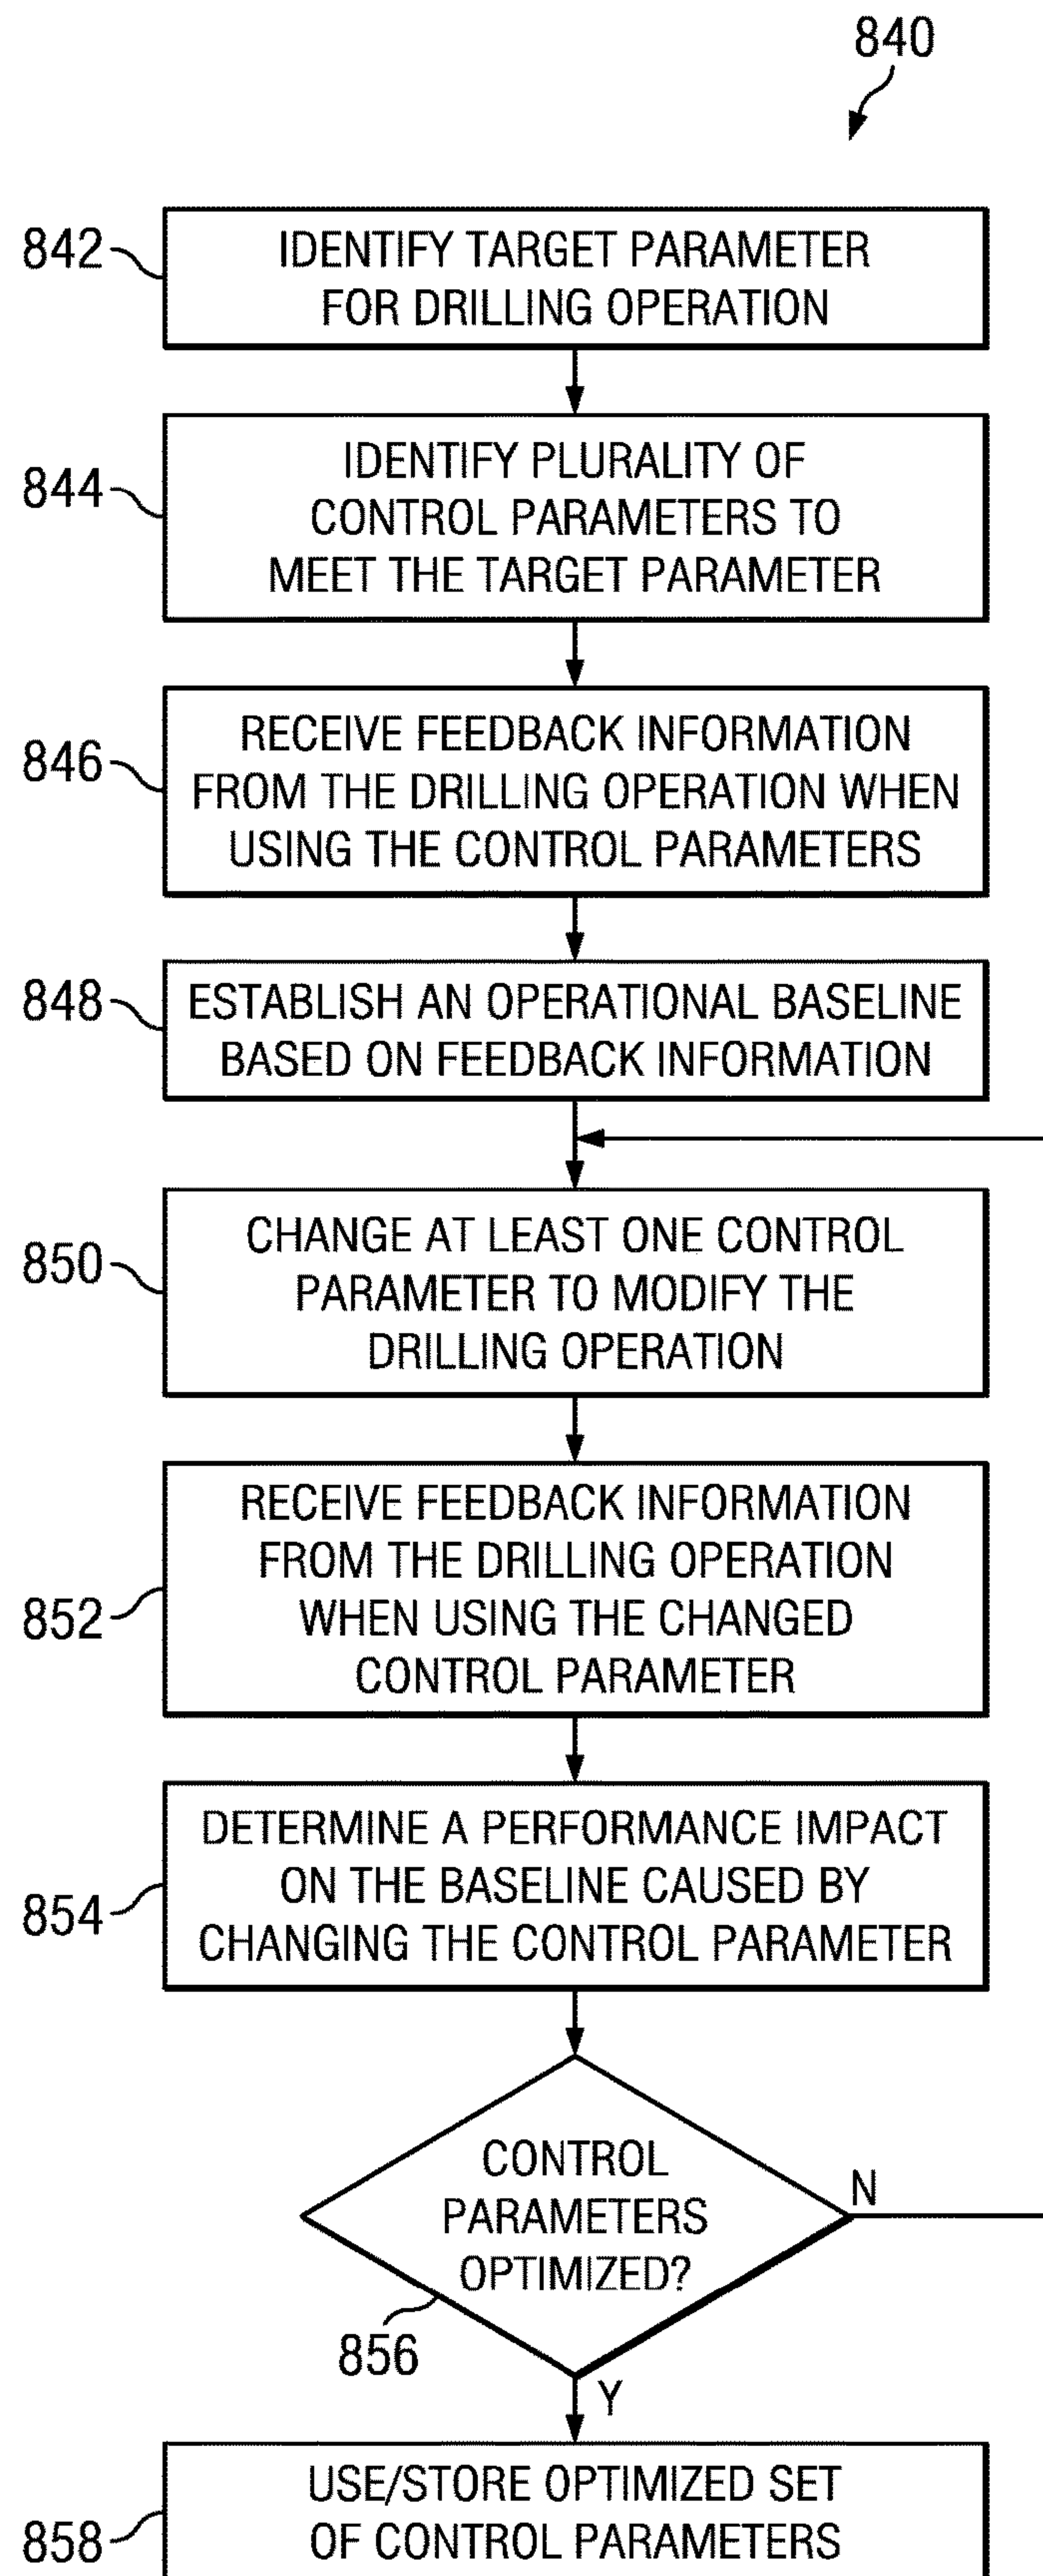 840
842
IDENTIFY TARGET PARAMETER
FOR DRILLING OPERATION
844
IDENTIFY PLURALITY OF
CONTROL PARAMETERS TO
MEET THE TARGET PARAMETER
846
RECEIVE FEEDBACK INFORMATION
FROM THE DRILLING OPERATION WHEN
USING THE CONTROL PARAMETERS
848
ESTABLISH AN OPERATIONAL BASELINE
BASED ON FEEDBACK INFORMATION
850
CHANGE AT LEAST ONE CONTROL
PARAMETER TO MODIFY THE
DRILLING OPERATION
852
RECEIVE FEEDBACK INFORMATION
FROM THE DRILLING OPERATION
WHEN USING THE CHANGED
CONTROL PARAMETER
854
DETERMINE A PERFORMANCE IMPACT
ON THE BASELINE CAUSED BY
CHANGING THE CONTROL PARAMETER
CONTROL
PARAMETERS
OPTIMIZED?
N
856
Y
858
USE/STORE OPTIMIZED SET
OF CONTROL PARAMETERS